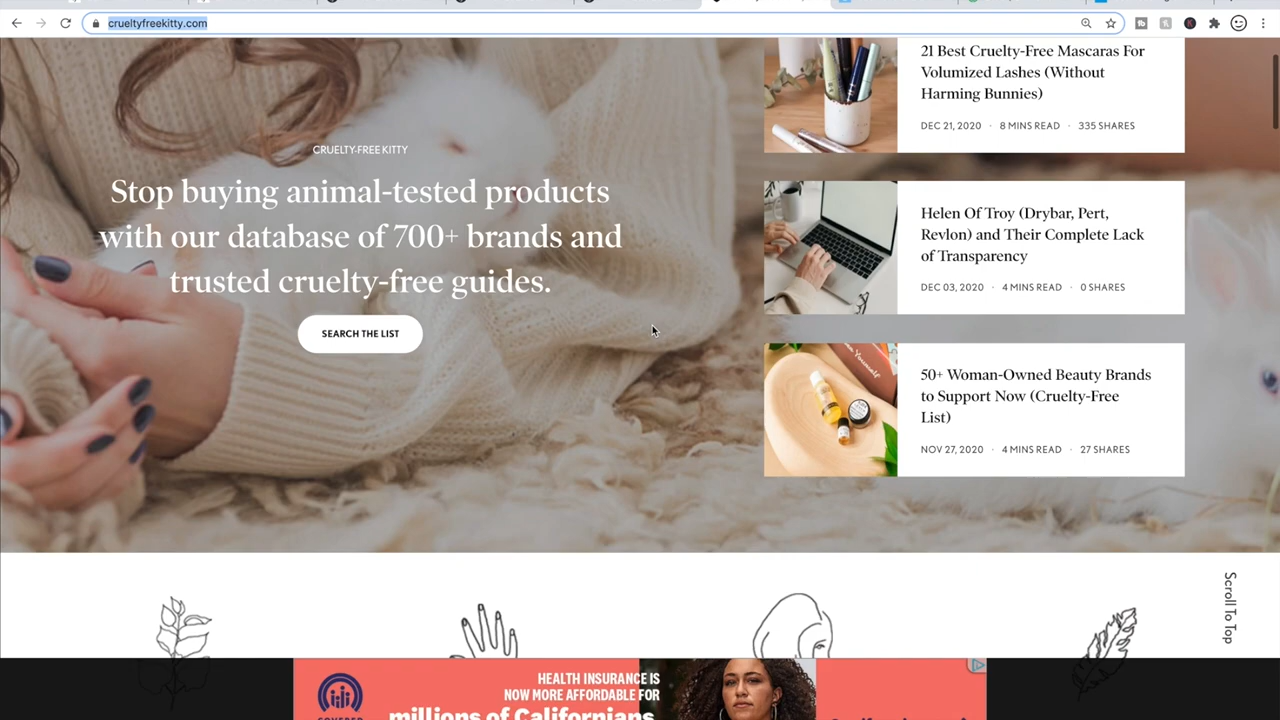 crueltyfreekitty.com
CRUELTY-FREE KITTY
Stop buying animal-tested products
with our database of 700+ brands and
trusted cruelty-free guides.
SEARCH THE LIST
21 Best Cruelty-Free Mascaras For
Volumized Lashes (Without
Harming Bunnies)
DEC 21, 2020 · 8 MINS READ · 335 SHARES
Helen Of Troy (Drybar, Pert,
Revlon) and Their Complete Lack
of Transparency
DEC 03, 2020 · 4 MINS READ · 0 SHARES
50+ Woman-Owned Beauty Brands
to Support Now (Cruelty-Free
List)
NOV 27, 2020 · 4 MINS READ · 27 SHARES
Scroll To Top
HEALTH INSURANCE IS
NOW MORE AFFORDABLE FOR
millions of Californians.
COVERED